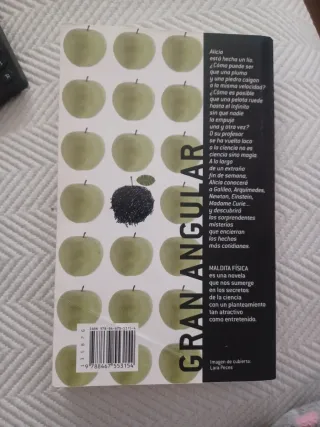 Alicia
está hecha un lío.
¿Cómo puede ser
que una pluma
y una piedra caigan
a la misma velocidad?
¿Cómo es posible
que una pelota ruede
hasta el infinito
sin que nadie
la empuje
una y otra vez?
O su profesor
se ha vuelto loco
o la ciencia no es
ciencia sino magia.
A lo largo
de un extraño
fin de semana,
Alicia conocerá
a Galileo, Arquímedes,
Newton, Einstein,
Madame Curie...
y descubrirá
los sorprendentes
misterios
que encierran
los hechos
más cotidianos.
GRAN ANGULAR
MALDITA FÍSICA
es una novela
que nos sumerge
en los secretos
de la ciencia
con un planteamiento
tan atractivo
como entretenido.
Imagen de cubierta:
Lara Peces
9 788467 553154